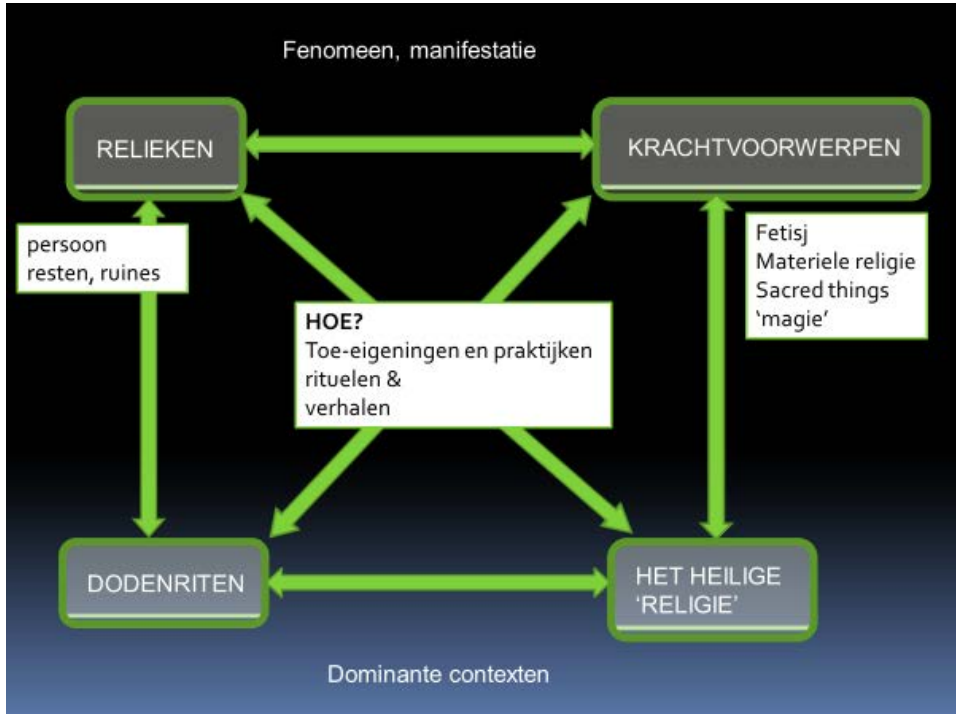 Fenomeen, manifestatie
RELIEKEN
KRACHTVOORWERPEN
persoon
resten, ruines
Fetisj
Materiele religie
Sacred things
‘magie’
HOE?
Toe-eigeningen en praktijken
rituelen &
verhalen
DODENRITEN
HET HEILIGE
‘RELIGIE’
Dominante contexten